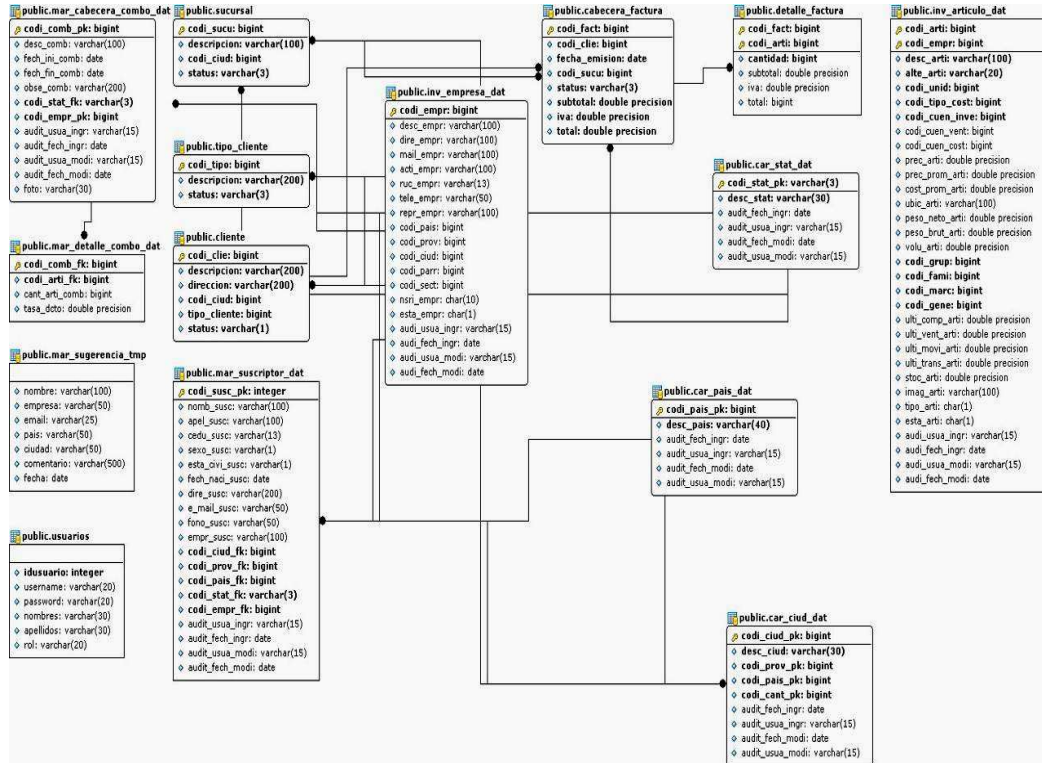 public.mar_cabecera_combo_dat
codi_comb_pk: bigint
desc_comb: varchar(100)
fech_ini_comb: date
fech_fin_comb: date
obse_comb: varchar(200)
codi_stat_fk: varchar(3)
codi_empr_pk: bigint
audit_usua_ingr: varchar(15)
audit_fech_ingr: date
audit_usua_modi: varchar(15)
audit_fech_modi: date
foto: varchar(30)
public.mar_detalle_combo_dat
codi_comb_fk: bigint
codi_arti_fk: bigint
cant_arti_comb: bigint
tasa_dcto: double precision
public.mar_sugerencia_tmp
nombre: varchar(100)
empresa: varchar(50)
email: varchar(25)
pais: varchar(50)
ciudad: varchar(50)
comentario: varchar(500)
fecha: date
public.usuarios
idusuario: integer
username: varchar(20)
password: varchar(20)
nombres: varchar(30)
apellidos: varchar(30)
rol: varchar(20)
public.sucursal
codi_sucu: bigint
descripcion: varchar(100)
codi_ciud: bigint
status: varchar(3)
public.tipo_cliente
codi_tipo: bigint
descripcion: varchar(200)
status: varchar(3)
public.cliente
codi_clie: bigint
descripcion: varchar(200)
direccion: varchar(200)
codi_ciud: bigint
tipo_cliente: bigint
status: varchar(1)
public.mar_suscriptor_dat
codi_susc_pk: integer
nomb_susc: varchar(100)
apel_susc: varchar(100)
cedu_susc: varchar(13)
sexo_susc: varchar(1)
esta_civi_susc: varchar(1)
fech_naci_susc: date
dire_susc: varchar(200)
e_mail_susc: varchar(50)
fono_susc: varchar(50)
empr_susc: varchar(100)
codi_ciud_fk: bigint
codi_prov_fk: bigint
codi_pais_fk: bigint
codi_stat_fk: varchar(3)
codi_empr_fk: bigint
audit_usua_ingr: varchar(15)
audit_fech_ingr: date
audit_usua_modi: varchar(15)
audit_fech_modi: date
public.inv_empresa_dat
codi_empr: bigint
desc_empr: varchar(100)
dire_empr: varchar(100)
mail_empr: varchar(100)
acti_empr: varchar(100)
ruc_empr: varchar(13)
tele_empr: varchar(50)
repr_empr: varchar(100)
codi_pais: bigint
codi_prov: bigint
codi_ciud: bigint
codi_parr: bigint
codi_sect: bigint
nsri_empr: char(10)
esta_empr: char(1)
audi_usua_ingr: varchar(15)
audi_fech_ingr: date
audi_usua_modi: varchar(15)
audi_fech_modi: date
public.cabecera_factura
codi_fact: bigint
codi_clie: bigint
fecha_emision: date
codi_sucu: bigint
status: varchar(3)
subtotal: double precision
iva: double precision
total: double precision
public.detalle_factura
codi_fact: bigint
codi_arti: bigint
cantidad: bigint
subtotal: double precision
iva: double precision
total: bigint
public.car_stat_dat
codi_stat_pk: varchar(3)
desc_stat: varchar(30)
audit_fech_ingr: date
audit_usua_ingr: varchar(15)
audit_fech_modi: date
audit_usua_modi: varchar(15)
public.car_pais_dat
codi_pais_pk: bigint
desc_pais: varchar(40)
audit_fech_ingr: date
audit_usua_ingr: varchar(15)
audit_fech_modi: date
audit_usua_modi: varchar(15)
public.car_ciud_dat
codi_ciud_pk: bigint
desc_ciud: varchar(30)
codi_prov_pk: bigint
codi_pais_pk: bigint
codi_cant_pk: bigint
audit_fech_ingr: date
audit_usua_ingr: varchar(15)
audit_fech_modi: date
audit_usua_modi: varchar(15)
public.inv_articulo_dat
codi_arti: bigint
codi_empr: bigint
desc_arti: varchar(100)
alte_arti: varchar(20)
codi_unid: bigint
codi_tipo_cost: bigint
codi_cuen_inve: bigint
codi_cuen_vent: bigint
codi_cuen_cost: bigint
prec_arti: double precision
prec_prom_arti: double precision
cost_prom_arti: double precision
ubic_arti: varchar(100)
peso_neto_arti: double precision
peso_brut_arti: double precision
volu_arti: double precision
codi_grup: bigint
codi_fami: bigint
codi_marc: bigint
codi_gene: bigint
ulti_comp_arti: double precision
ulti_vent_arti: double precision
ulti_movi_arti: double precision
ulti_trans_arti: double precision
stoc_arti: double precision
imag_arti: varchar(100)
tipo_arti: char(1)
esta_arti: char(1)
audi_usua_ingr: varchar(15)
audi_fech_ingr: date
audi_usua_modi: varchar(15)
audi_fech_modi: date